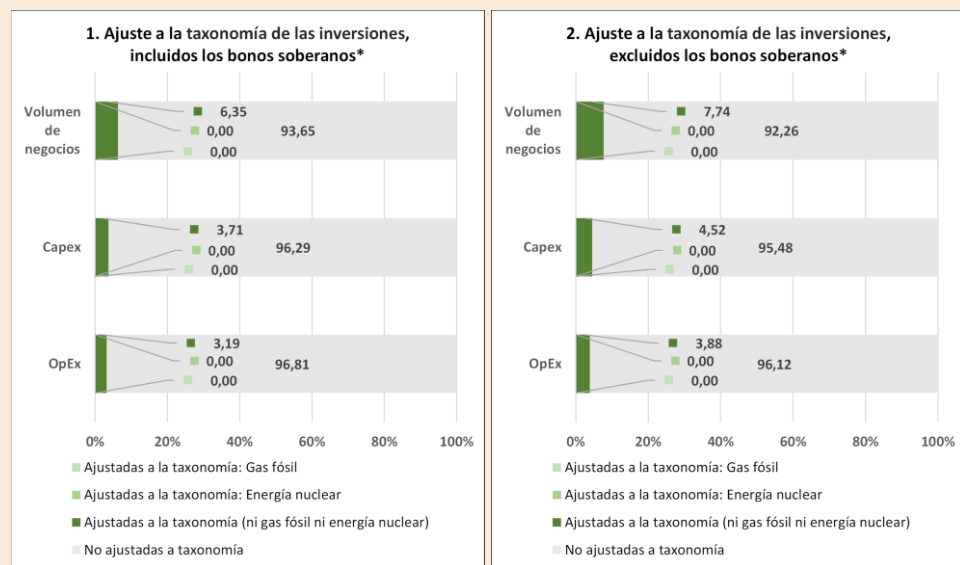 1. Ajuste a la taxonomía de las inversiones,
incluidos los bonos soberanos*
Volumen
de
negocios
6,35
0,00
0,00
93,65
Capex
3,71
0,00
0,00
96,29
OpEx
3,19
0,00
0,00
96,81
0% 20% 40% 60% 80% 100%
Ajustadas a la taxonomía: Gas fósil
Ajustadas a la taxonomía: Energía nuclear
Ajustadas a la taxonomía (ni gas fósil ni energía nuclear)
No ajustadas a taxonomía
2. Ajuste a la taxonomía de las inversiones,
excluidos los bonos soberanos*
Volumen
de
negocios
7,74
0,00
0,00
92,26
Capex
4,52
0,00
0,00
95,48
OpEx
3,88
0,00
0,00
96,12
0% 20% 40% 60% 80% 100%
Ajustadas a la taxonomía: Gas fósil
Ajustadas a la taxonomía: Energía nuclear
Ajustadas a la taxonomía (ni gas fósil ni energía nuclear)
No ajustadas a taxonomía